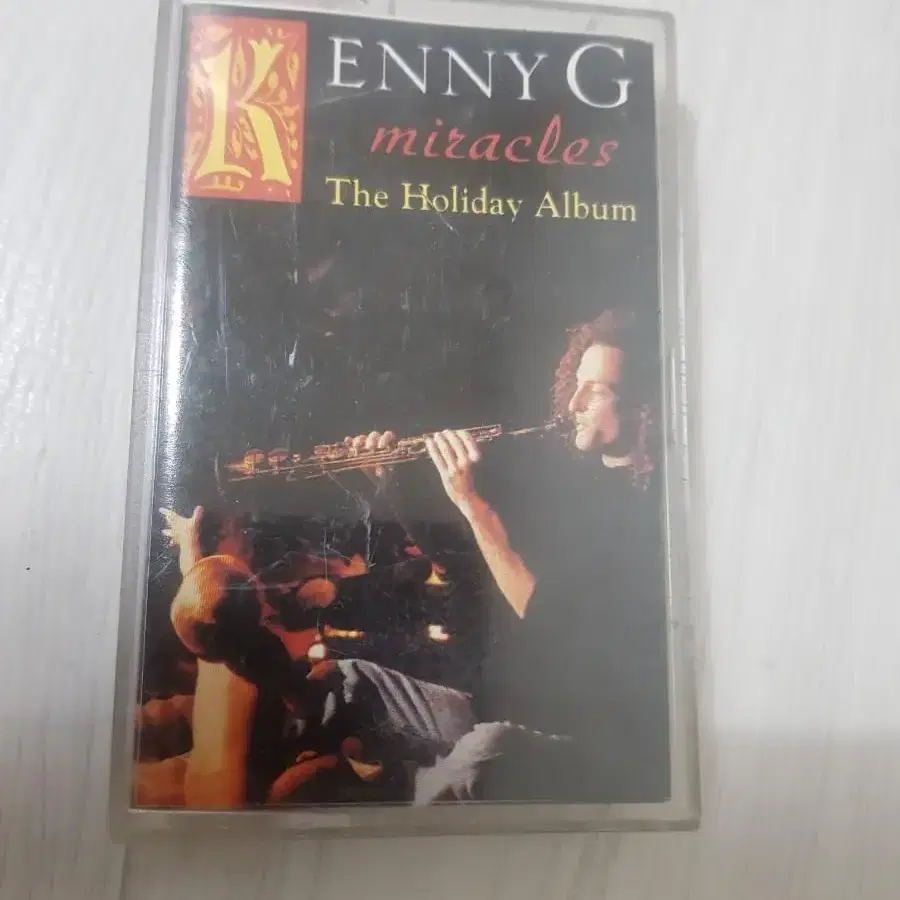 KENNY G
miracles
The Holiday Album